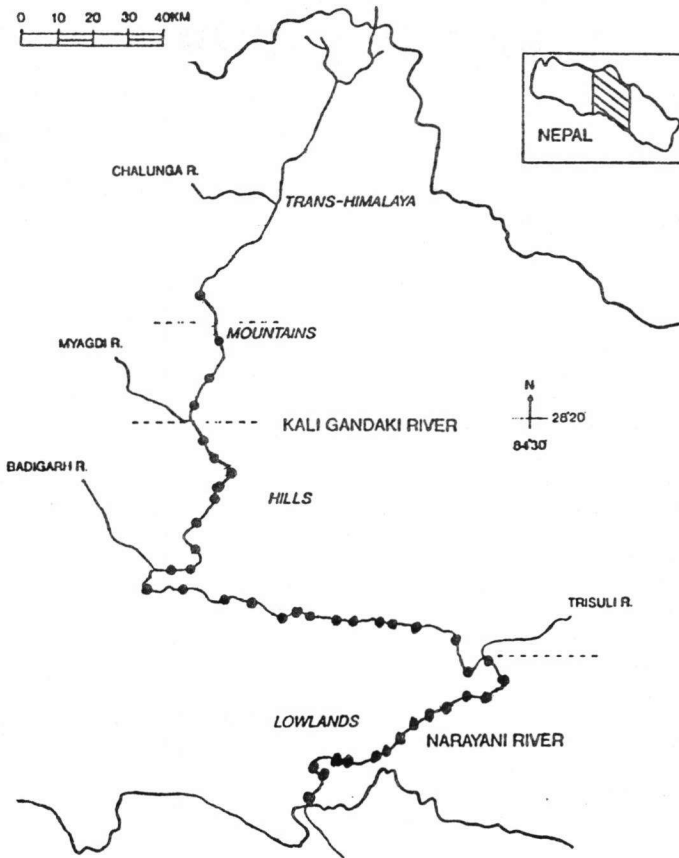 0 10 20 30 40KM
NEPAL
CHALUNGA R.
TRANS-HIMALAYA
MOUNTAINS
MYAGDI R.
N
28°20'
84°30'
KALI GANDAKI RIVER
BADIGARH R.
HILLS
TRISULI R.
LOWLANDS
NARAYANI RIVER